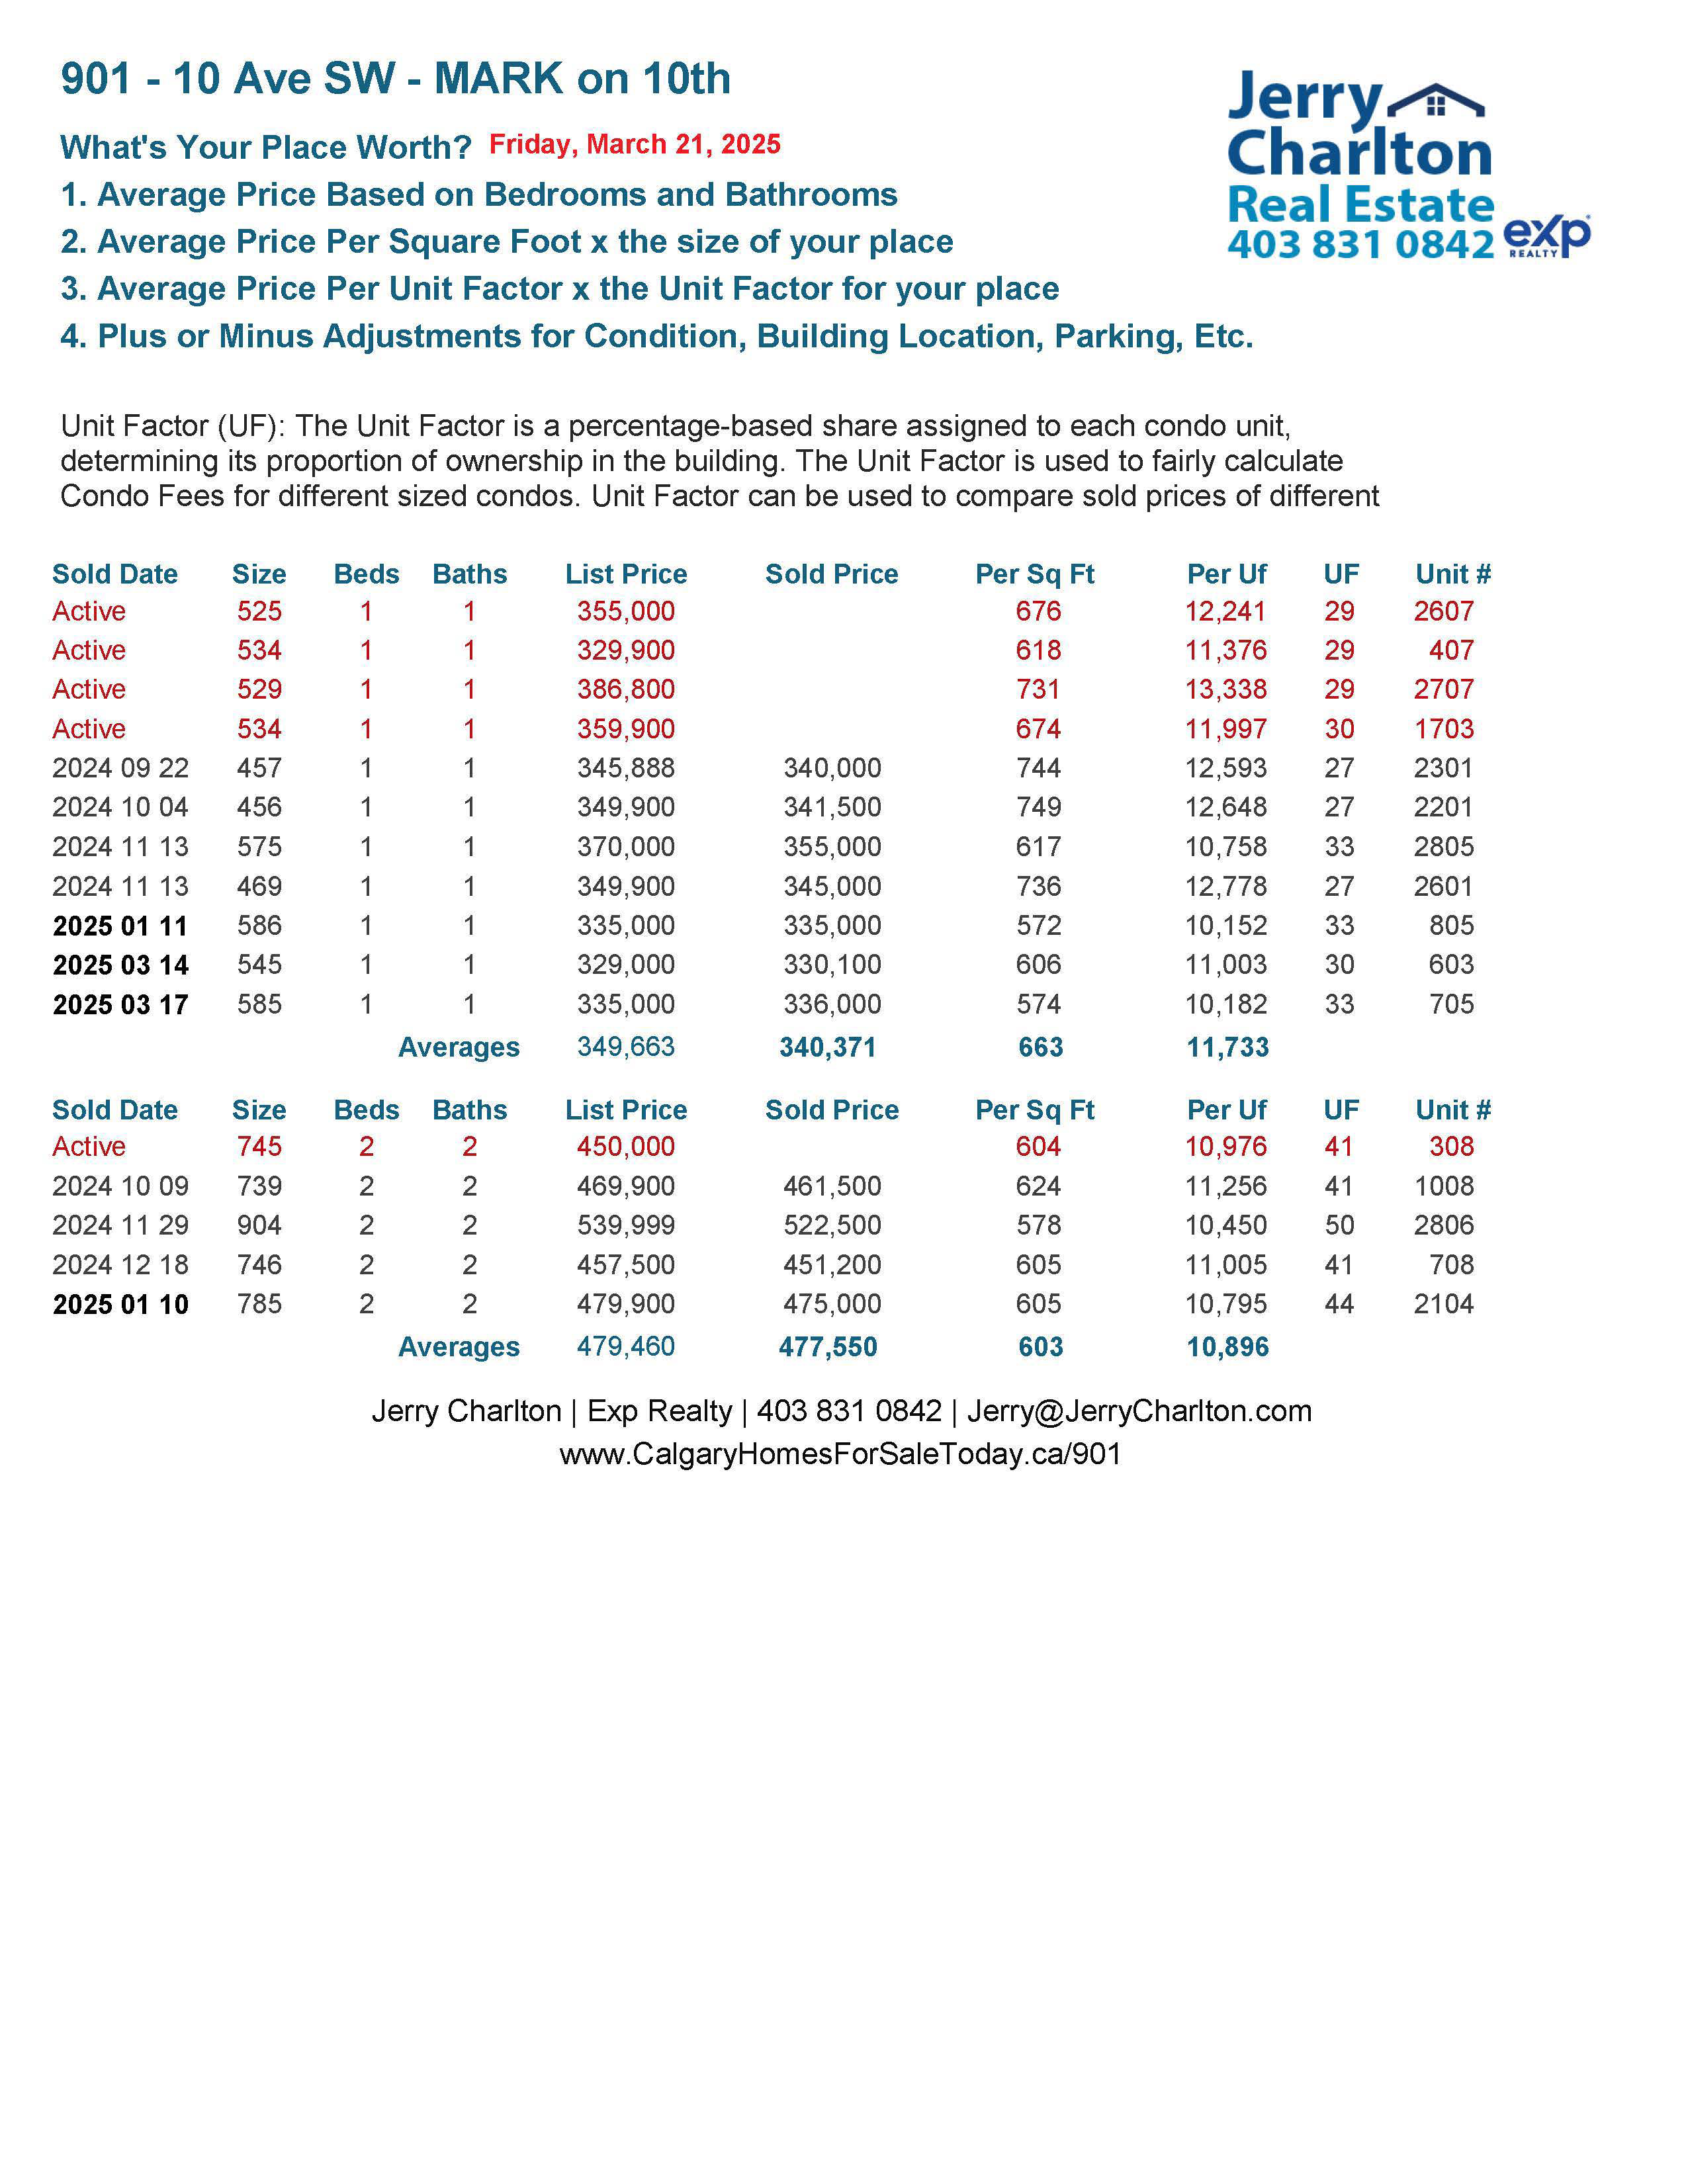 901 - 10 Ave SW - MARK on 10th
Jerry
Charlton
Real Estate
403 831 0842
eXp
REALTY
What's Your Place Worth? Friday, March 21, 2025
1. Average Price Based on Bedrooms and Bathrooms
2. Average Price Per Square Foot x the size of your place
3. Average Price Per Unit Factor x the Unit Factor for your place
4. Plus or Minus Adjustments for Condition, Building Location, Parking, Etc.
Unit Factor (UF): The Unit Factor is a percentage-based share assigned to each condo unit,
determining its proportion of ownership in the building. The Unit Factor is used to fairly calculate
Condo Fees for different sized condos. Unit Factor can be used to compare sold prices of different
Sold Date Size Beds Baths List Price Sold Price Per Sq Ft Per Uf UF Unit #
Active 525 1 1 355,000 676 12,241 29 2607
Active 534 1 1 329,900 618 11,376 29 407
Active 529 1 1 386,800 731 13,338 29 2707
Active 534 1 1 359,900 674 11,997 30 1703
2024 09 22 457 1 1 345,888 340,000 744 12,593 27 2301
2024 10 04 456 1 1 349,900 341,500 749 12,648 27 2201
2024 11 13 575 1 1 370,000 355,000 617 10,758 33 2805
2024 11 13 469 1 1 349,900 345,000 736 12,778 27 2601
2025 01 11 586 1 1 335,000 335,000 572 10,152 33 805
2025 03 14 545 1 1 329,000 330,100 606 11,003 30 603
2025 03 17 585 1 1 335,000 336,000 574 10,182 33 705
Averages 349,663 340,371 663 11,733
Sold Date Size Beds Baths List Price Sold Price Per Sq Ft Per Uf UF Unit #
Active 745 2 2 450,000 604 10,976 41 308
2024 10 09 739 2 2 469,900 461,500 624 11,256 41 1008
2024 11 29 904 2 2 539,999 522,500 578 10,450 50 2806
2024 12 18 746 2 2 457,500 451,200 605 11,005 41 708
2025 01 10 785 2 2 479,900 475,000 605 10,795 44 2104
Averages 479,460 477,550 603 10,896
Jerry Charlton | Exp Realty | 403 831 0842 | Jerry@JerryCharlton.com
www.CalgaryHomesForSaleToday.ca/901